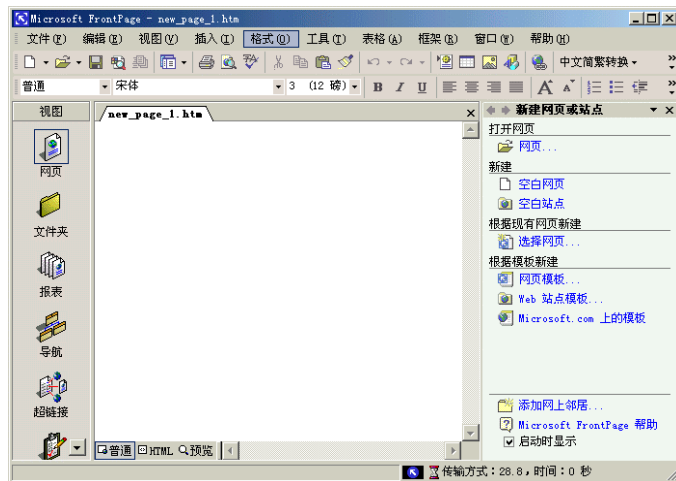 Microsoft FrontPage - new_page_1.htm
文件(F) 编辑(E) 视图(V) 插入(I) 格式(O) 工具(T) 表格(A) 框架(R) 窗口(W) 帮助(H)
中文简繁转换
普通 宋体 3 (12 磅) B I U A A
视图 new_page_1.htm 新建网页或站点
打开网页
网页...
新建
网页
空白网页
空白站点
文件夹
根据现有网页新建
选择网页...
根据模板新建
网页模板...
报表
Web 站点模板...
Microsoft.com 上的模板
导航
超链接
添加网上邻居...
Microsoft FrontPage 帮助
启动时显示
普通 HTML 预览
传输方式：28.8，时间：0 秒